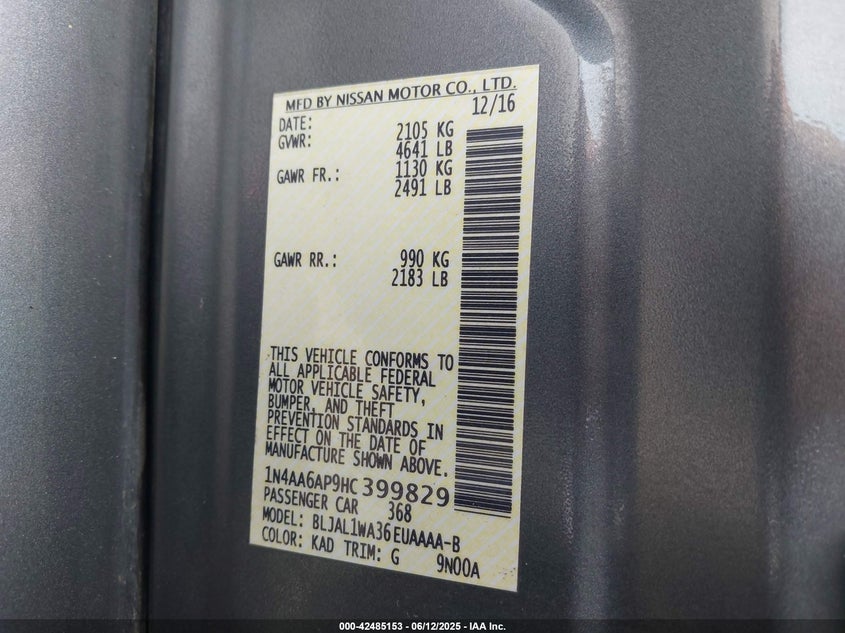 MFD BY NISSAN MOTOR CO., LTD.
DATE: 12/16
GVWR: 2105 KG
4641 LB
GAWR FR.: 1130 KG
2491 LB
GAWR RR.: 990 KG
2183 LB
THIS VEHICLE CONFORMS TO
ALL APPLICABLE FEDERAL
MOTOR VEHICLE SAFETY,
BUMPER, AND THEFT
PREVENTION STANDARDS IN
EFFECT ON THE DATE OF
MANUFACTURE SHOWN ABOVE.
1N4AA6AP9HC399829
PASSENGER CAR 368
MODEL: BLJAL1WA36EUAAAA-B
COLOR: KAD TRIM: G 9N00A
000-42485153 - 06/12/2025 - IAA Inc.